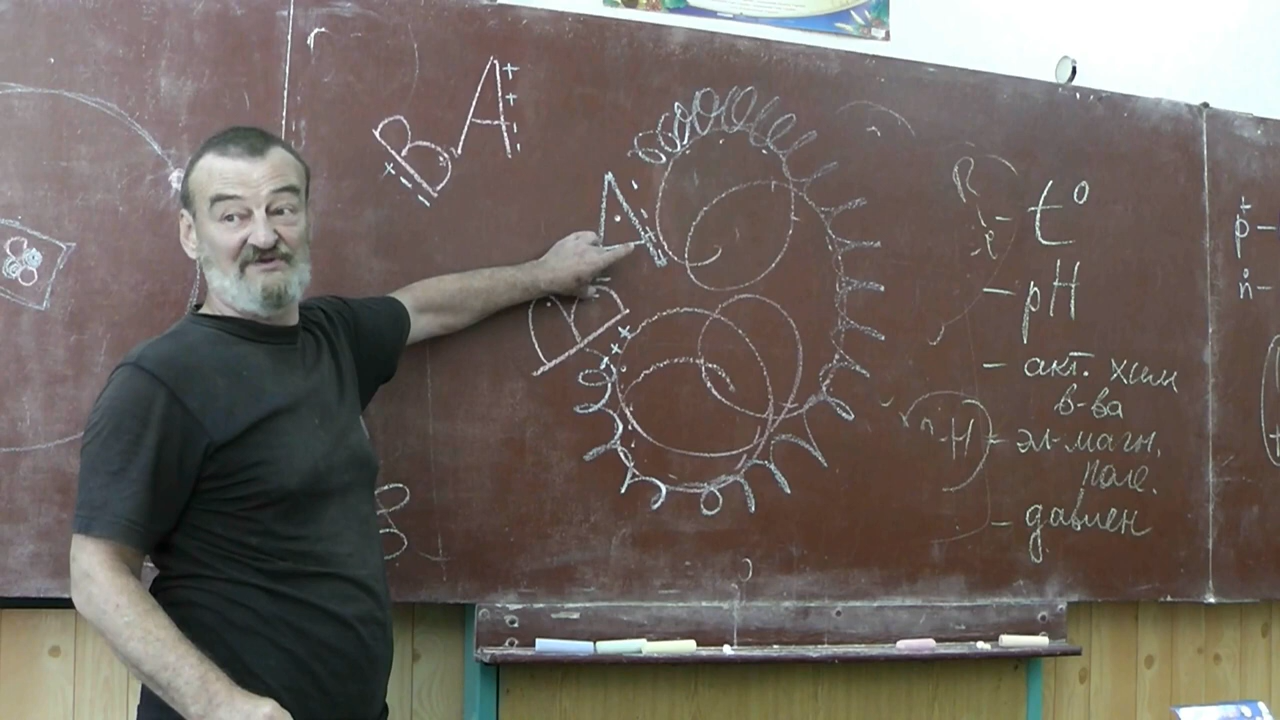 B A
A
B
- t°
- pH
- акт. хим
в-ва
- эл-магн.
поле.
- давлен
H
p⁺ -
n° -